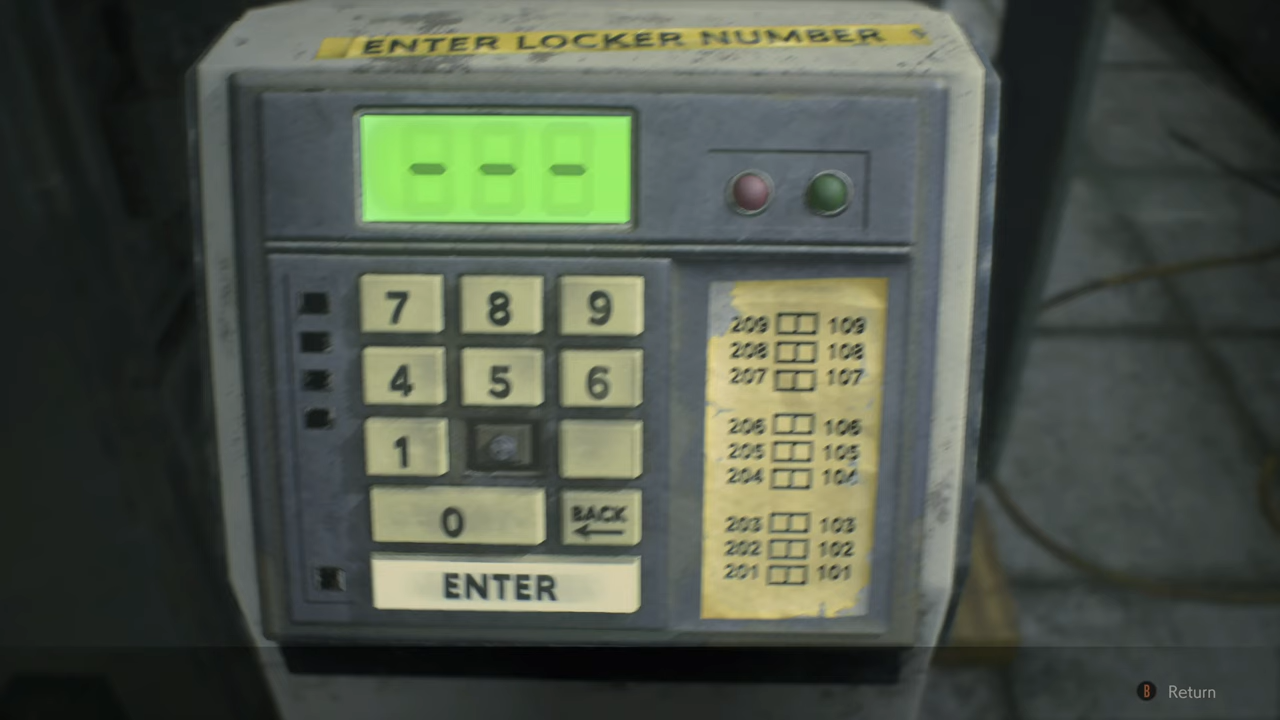 ENTER LOCKER NUMBER
- - -
7 8 9
4 5 6
1
0 BACK
ENTER
209 109
208 108
207 107
206 106
205 105
204 104
203 103
202 102
201 101
B Return